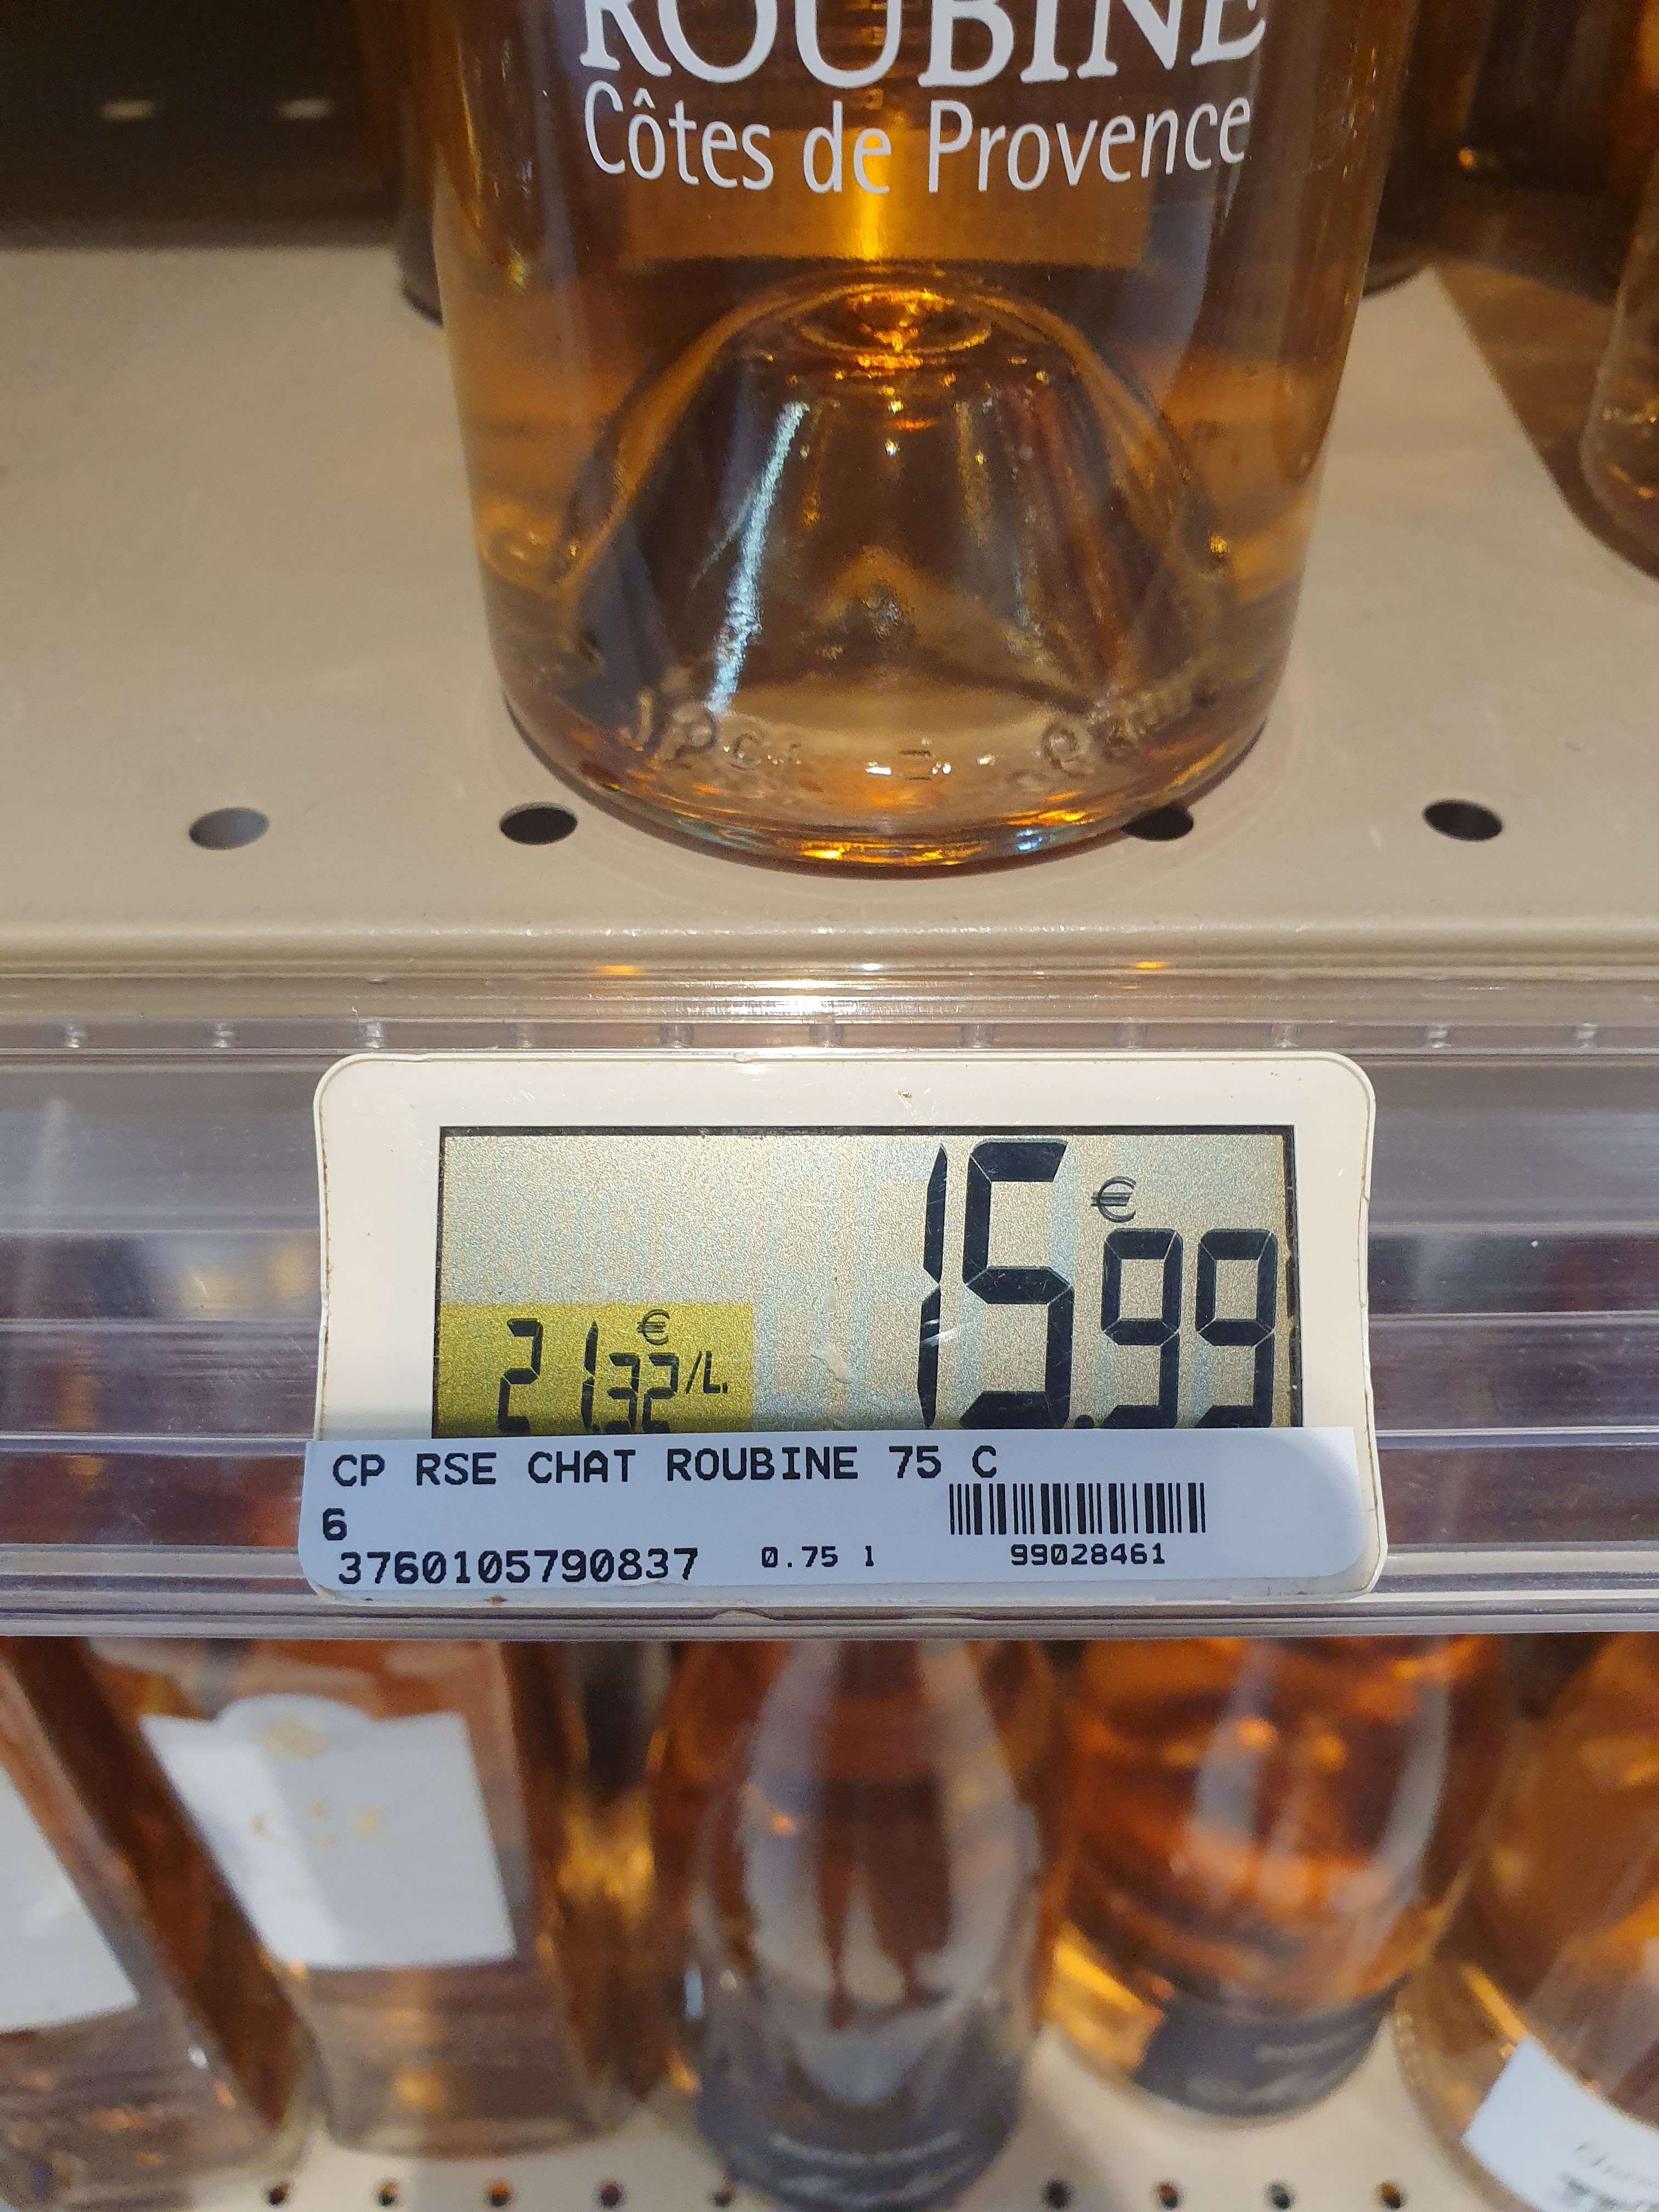 ROUBINE
Côtes de Provence
15.99 €
21.32 €/L.
CP RSE CHAT ROUBINE 75 C
6
3760105790837 0.75 l 99028461